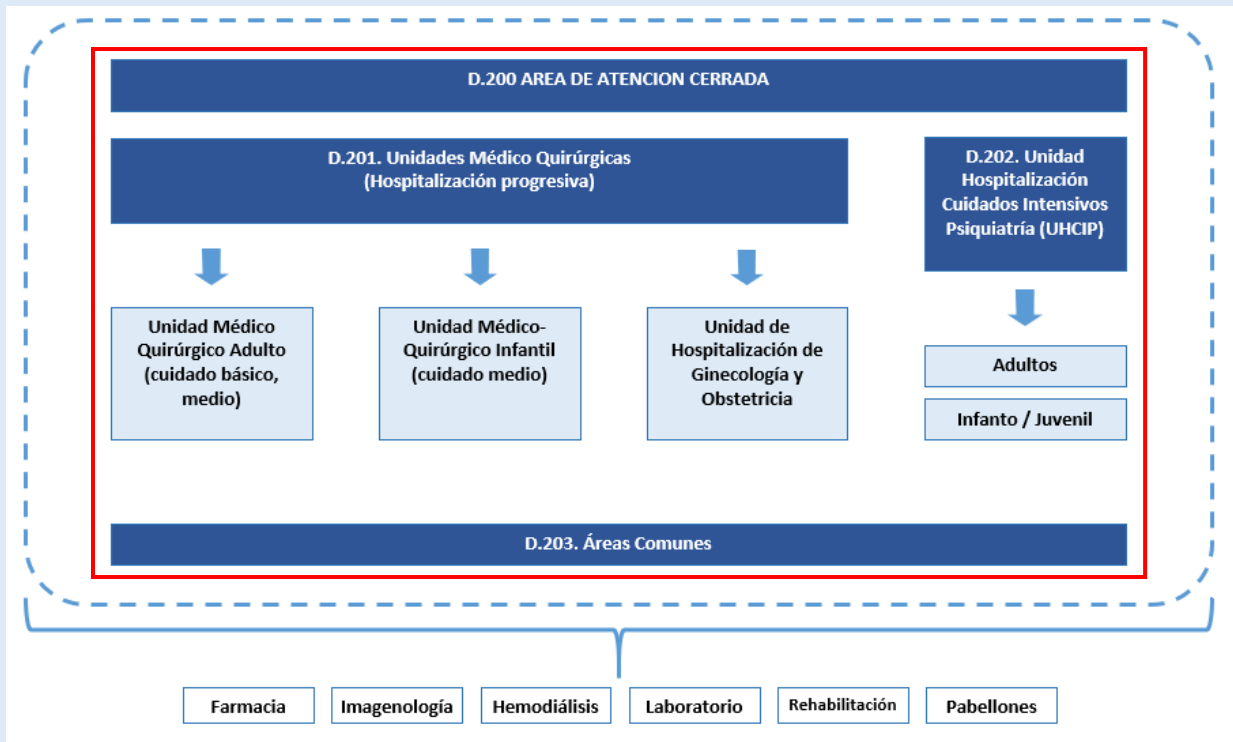 D.200 AREA DE ATENCION CERRADA
D.201. Unidades Médico Quirúrgicas
(Hospitalización progresiva)
D.202. Unidad
Hospitalización
Cuidados Intensivos
Psiquiatría (UHCIP)
Unidad Médico
Quirúrgico Adulto
(cuidado básico,
medio)
Unidad Médico-
Quirúrgico Infantil
(cuidado medio)
Unidad de
Hospitalización de
Ginecología y
Obstetricia
Adultos
Infanto / Juvenil
D.203. Áreas Comunes
Farmacia
Imagenología
Hemodiálisis
Laboratorio
Rehabilitación
Pabellones